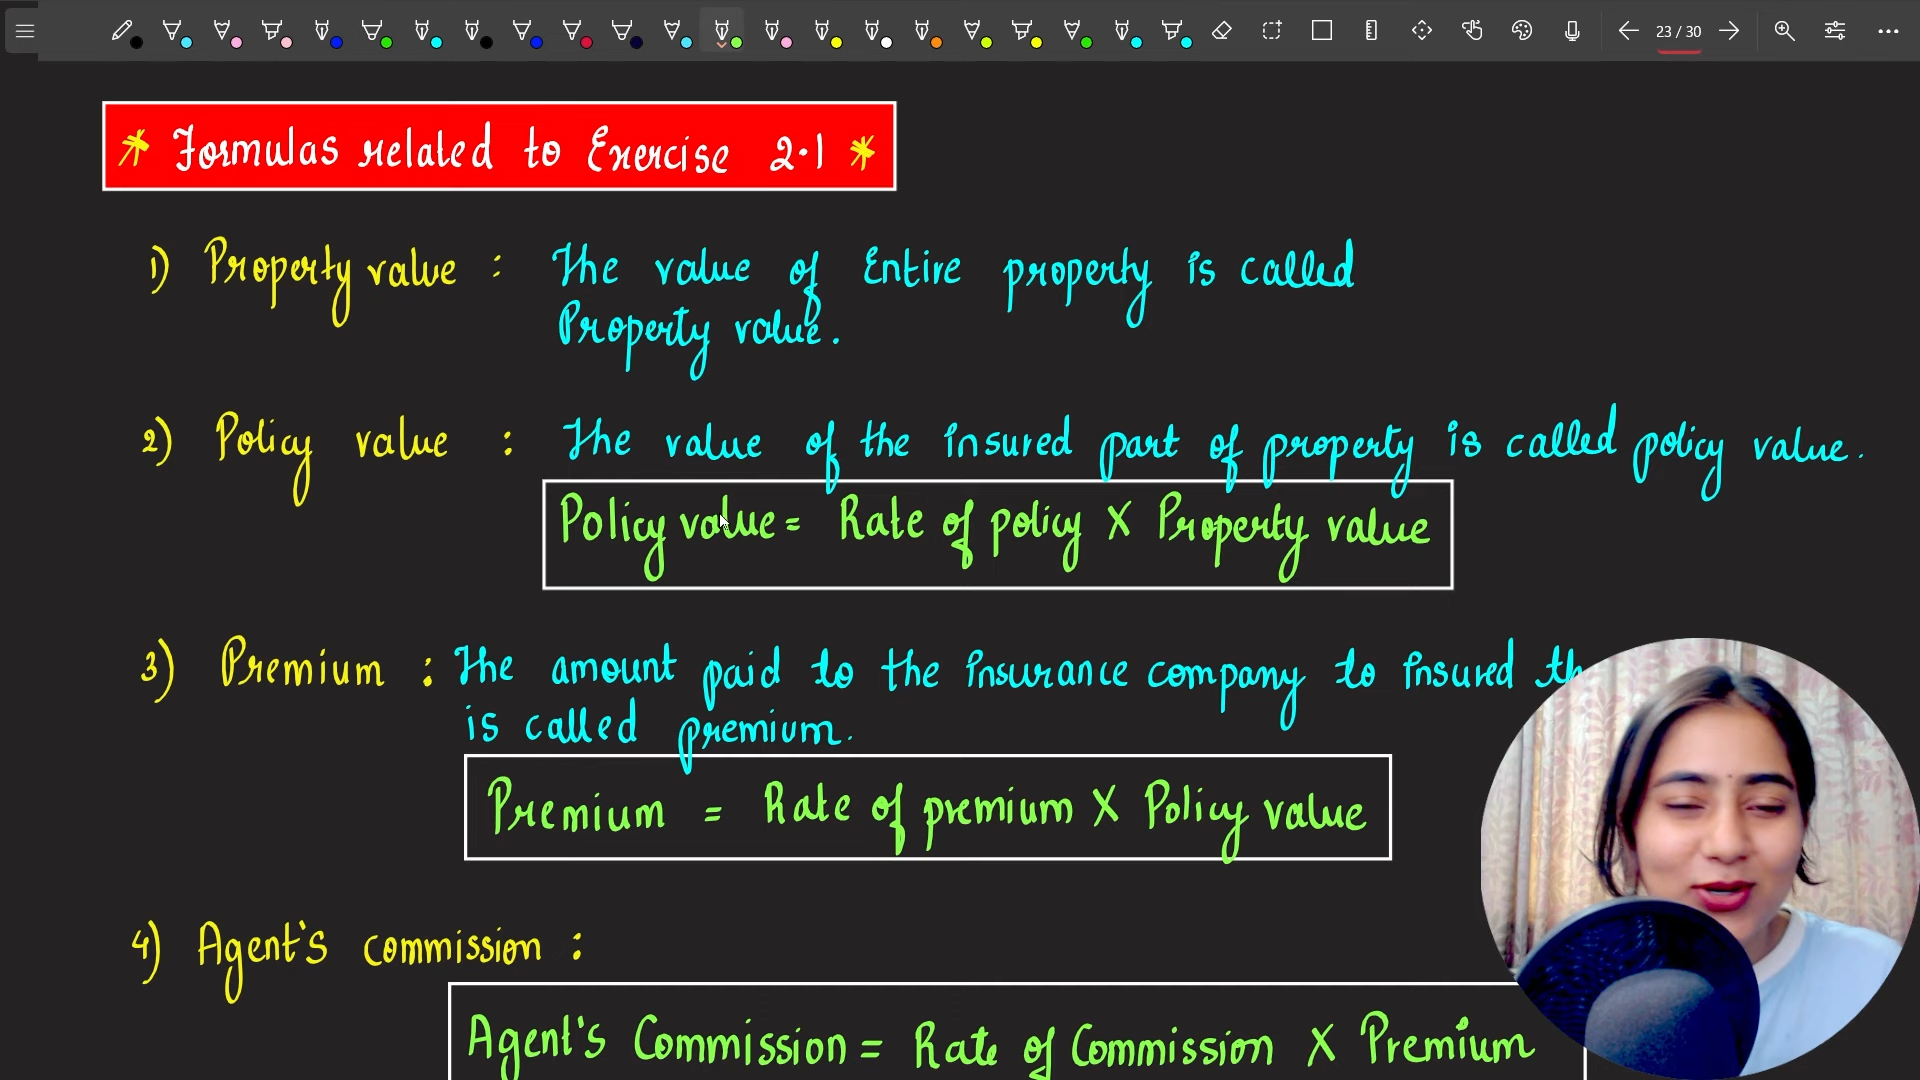 23 / 30
* Formulas related to Exercise 2.1 *
1) Property value : The value of Entire property is called
Property value.
2) Policy value : The value of the insured part of property is called policy value.
Policy value = Rate of policy X Property value
3) Premium : The amount paid to the insurance company to insured
is called premium.
Premium = Rate of premium X Policy value
4) Agent's commission :
Agent's Commission = Rate of Commission X Premium